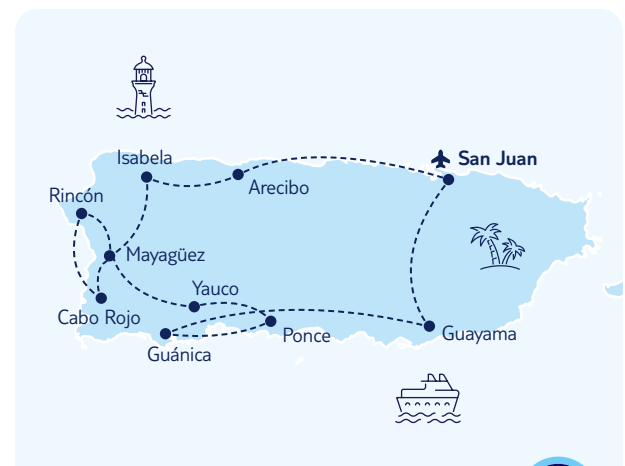 Isabela
San Juan
Arecibo
Rincón
Mayagüez
Yauco
Cabo Rojo
Ponce
Guayama
Guánica